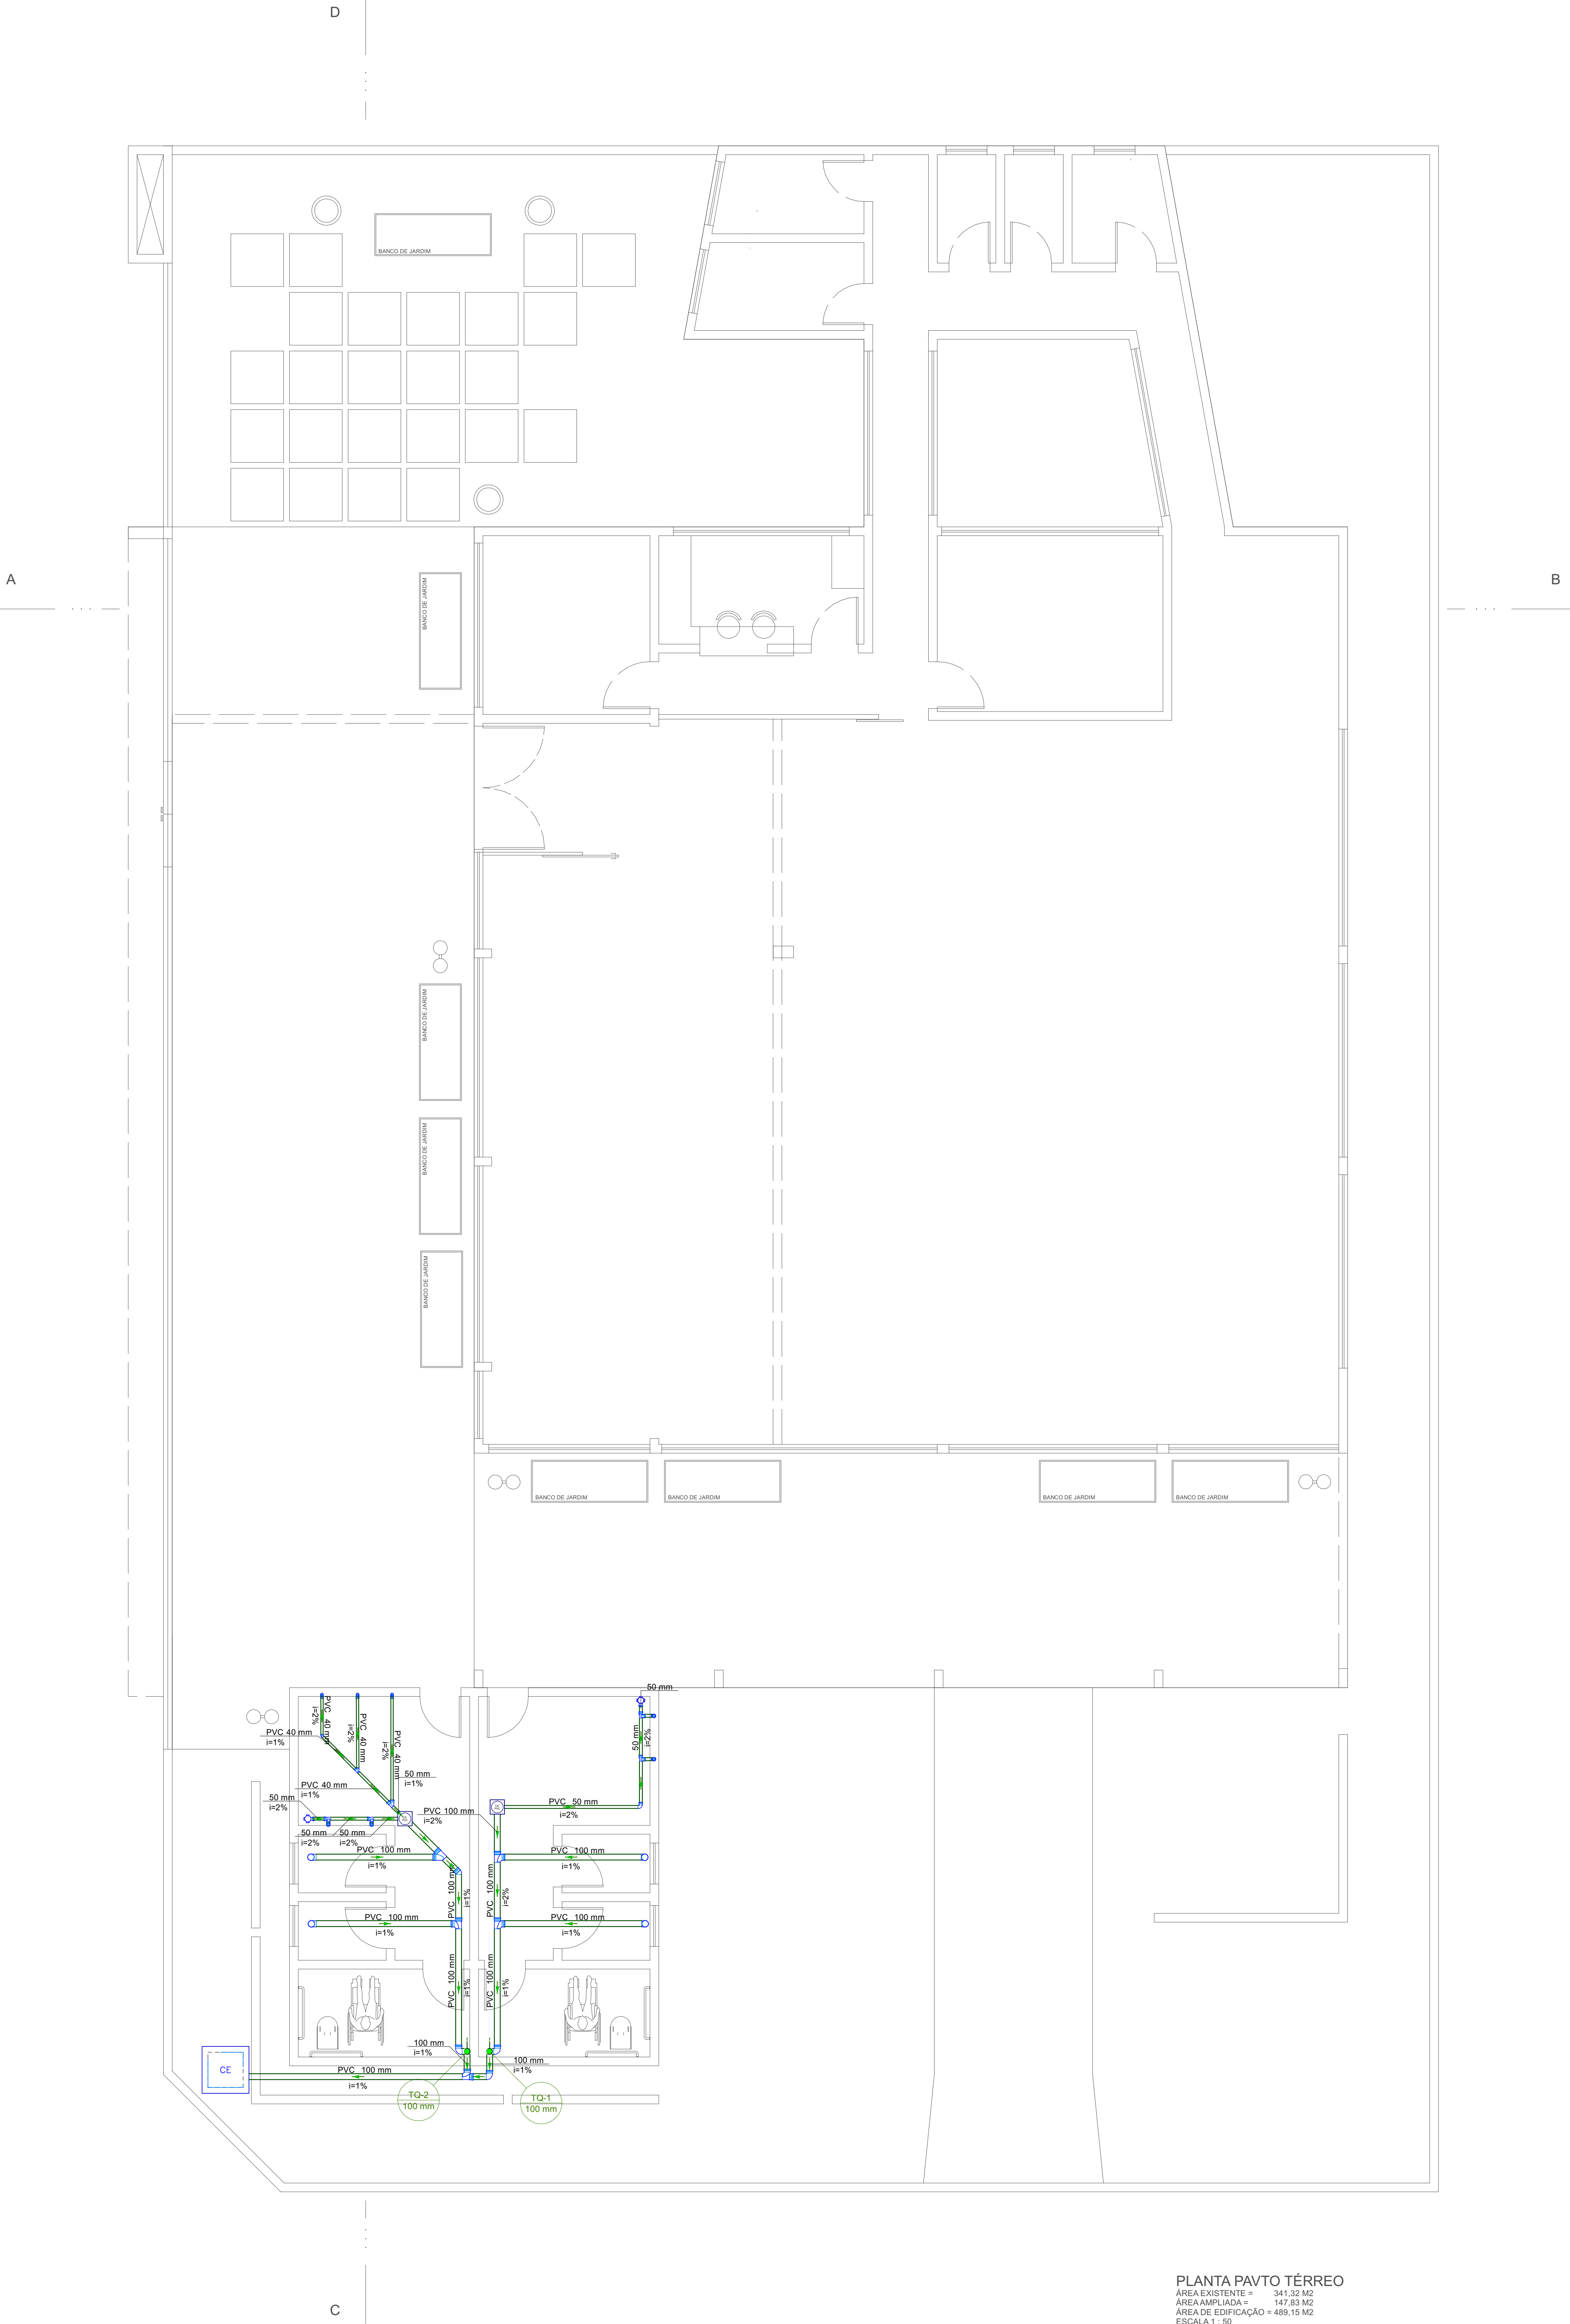 D
BANCO DE JARDIM
A
B
BANCO DE JARDIM
BANCO DE JARDIM
BANCO DE JARDIM
BANCO DE JARDIM
BANCO DE JARDIM
BANCO DE JARDIM
BANCO DE JARDIM
BANCO DE JARDIM
50 mm
PVC 40 mm
i=2%
PVC 40 mm
i=2%
PVC 40 mm
i=2%
50 mm
i=2%
PVC 40 mm
i=1%
50 mm
i=1%
PVC 40 mm
i=1%
50 mm
i=2%
PVC 50 mm
i=2%
PVC 100 mm
i=2%
50 mm
i=2%
50 mm
i=2%
PVC 100 mm
i=1%
PVC 100 mm
i=1%
PVC 100 mm
i=1%
PVC 100 mm
i=2%
PVC 100 mm
i=1%
PVC 100 mm
i=1%
PVC 100 mm
i=1%
PVC 100 mm
i=1%
100 mm
i=1%
100 mm
i=1%
CE
PVC 100 mm
i=1%
TQ-2
100 mm
TQ-1
100 mm
C
PLANTA PAVTO TÉRREO
ÁREA EXISTENTE = 341,32 M2
ÁREA AMPLIADA = 147,83 M2
ÁREA DE EDIFICAÇÃO = 489,15 M2
ESCALA 1 : 50